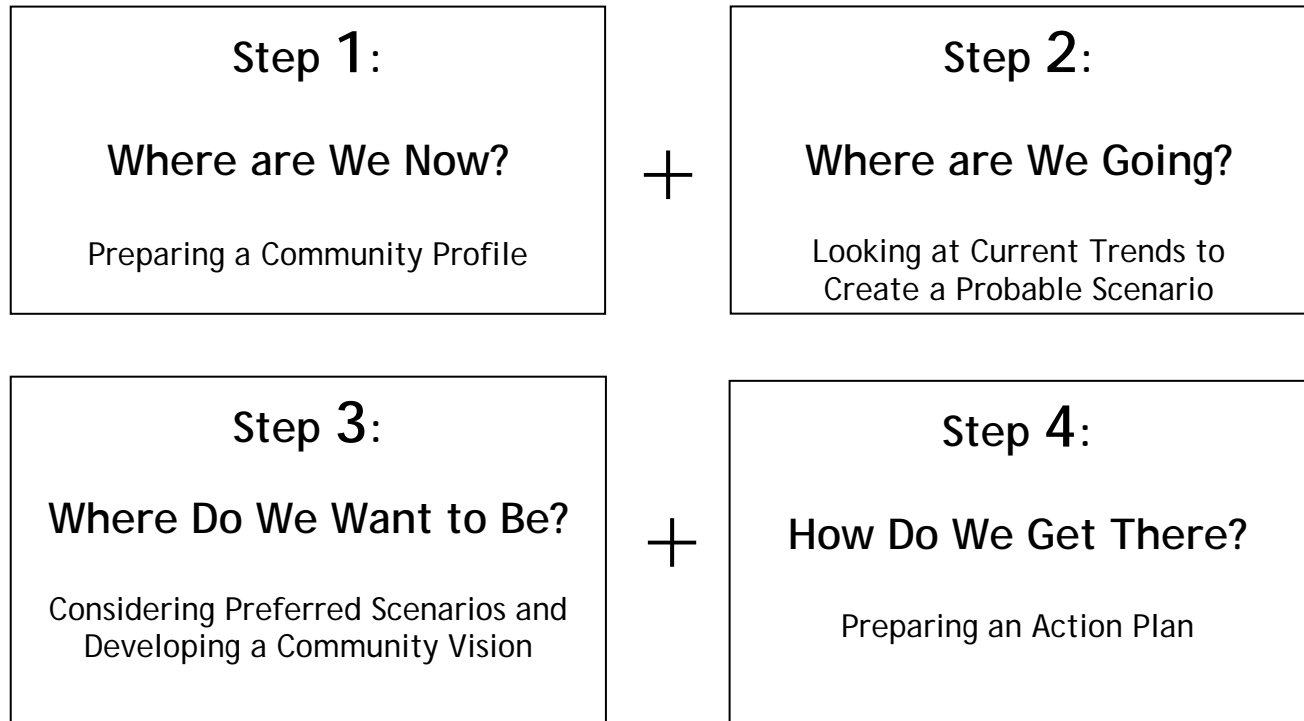 Step 1:
Where are We Now?
Preparing a Community Profile
+
Step 2:
Where are We Going?
Looking at Current Trends to
Create a Probable Scenario
Step 3:
Where Do We Want to Be?
Considering Preferred Scenarios and
Developing a Community Vision
+
Step 4:
How Do We Get There?
Preparing an Action Plan